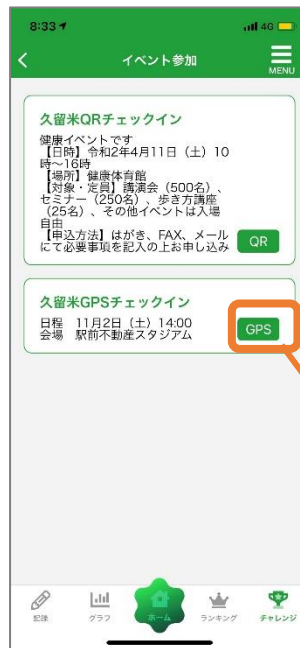 8:33
4G
イベント参加
MENU
久留米QRチェックイン
健康イベントです
【日時】令和2年4月11日（土）10
時～16時
【場所】健康体育館
【対象・定員】講演会（500名）、
セミナー（250名）、歩き方講座
（25名）、その他イベントは入場
自由
【申込方法】はがき、FAX、メール
にて必要事項を記入の上お申し込み
QR
久留米GPSチェックイン
日程 11月2日（土）14:00
会場 駅前不動産スタジアム
GPS
記録
グラフ
ホーム
ランキング
チャレンジ